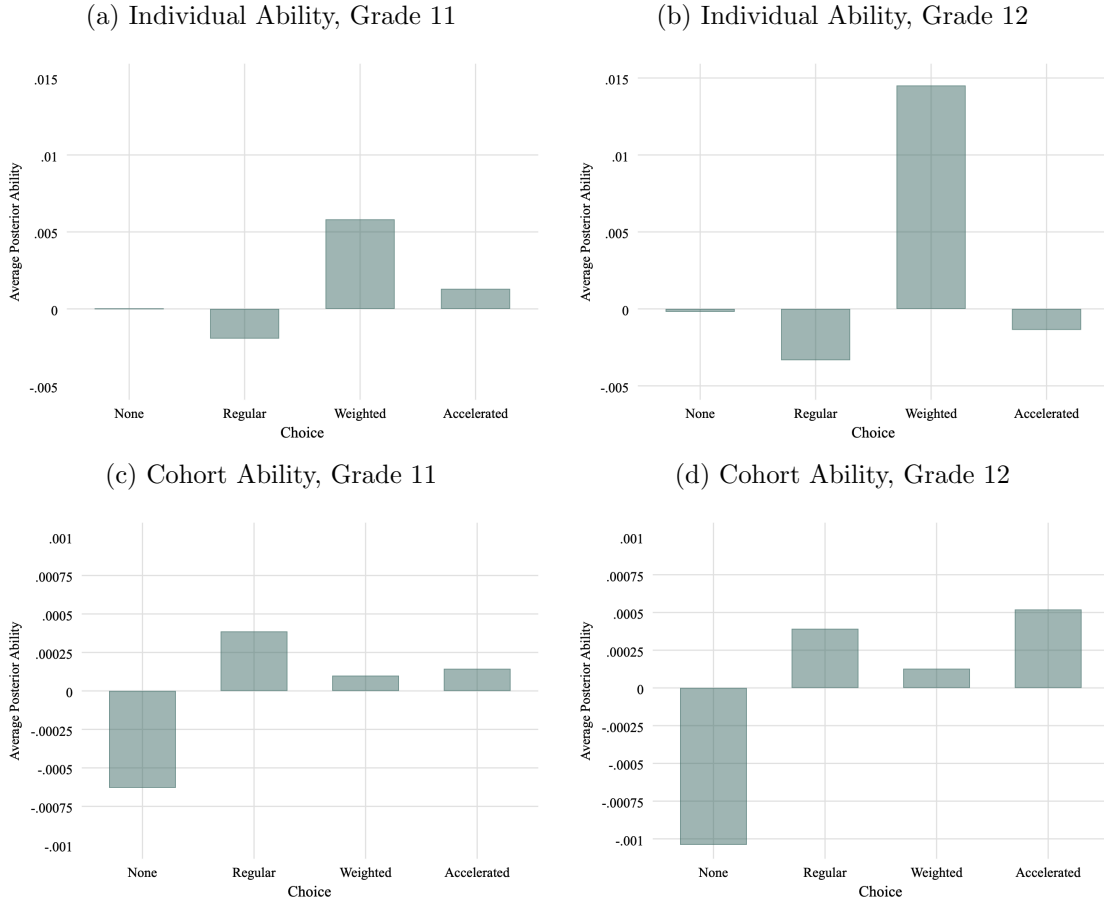 (a) Individual Ability, Grade 11
.015
.01
.005
0
-.005
Average Posterior Ability
None Regular Weighted Accelerated
Choice
(b) Individual Ability, Grade 12
.015
.01
.005
0
-.005
Average Posterior Ability
None Regular Weighted Accelerated
Choice
(c) Cohort Ability, Grade 11
.001
.00075
.0005
.00025
0
-.00025
-.0005
-.00075
-.001
Average Posterior Ability
None Regular Weighted Accelerated
Choice
(d) Cohort Ability, Grade 12
.001
.00075
.0005
.00025
0
-.00025
-.0005
-.00075
-.001
Average Posterior Ability
None Regular Weighted Accelerated
Choice